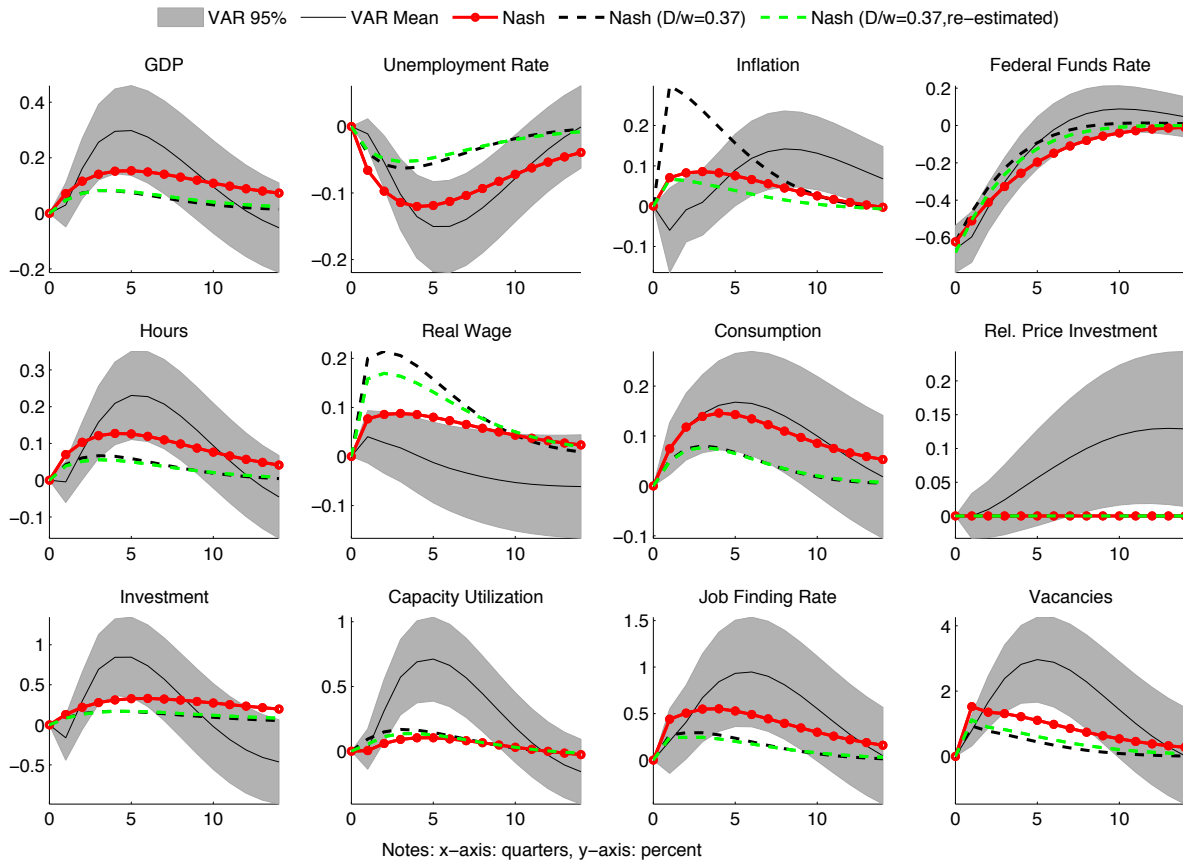 VAR 95% VAR Mean Nash Nash (D/w=0.37) Nash (D/w=0.37,re-estimated)
GDP Unemployment Rate Inflation Federal Funds Rate
0.4 0.2 0 −0.2
0 5 10
0 −0.1 −0.2
0 5 10
0.2 0.1 0 −0.1
0 5 10
0.2 0 −0.2 −0.4 −0.6
0 5 10
Hours Real Wage Consumption Rel. Price Investment
0.3 0.2 0.1 0 −0.1
0 5 10
0.2 0.1 0 −0.1
0 5 10
0.2 0.1 0 −0.1
0 5 10
0.2 0.15 0.1 0.05 0
0 5 10
Investment Capacity Utilization Job Finding Rate Vacancies
1 0.5 0 −0.5
0 5 10
1 0.5 0
0 5 10
1.5 1 0.5 0
0 5 10
4 2 0
0 5 10
Notes: x−axis: quarters, y−axis: percent